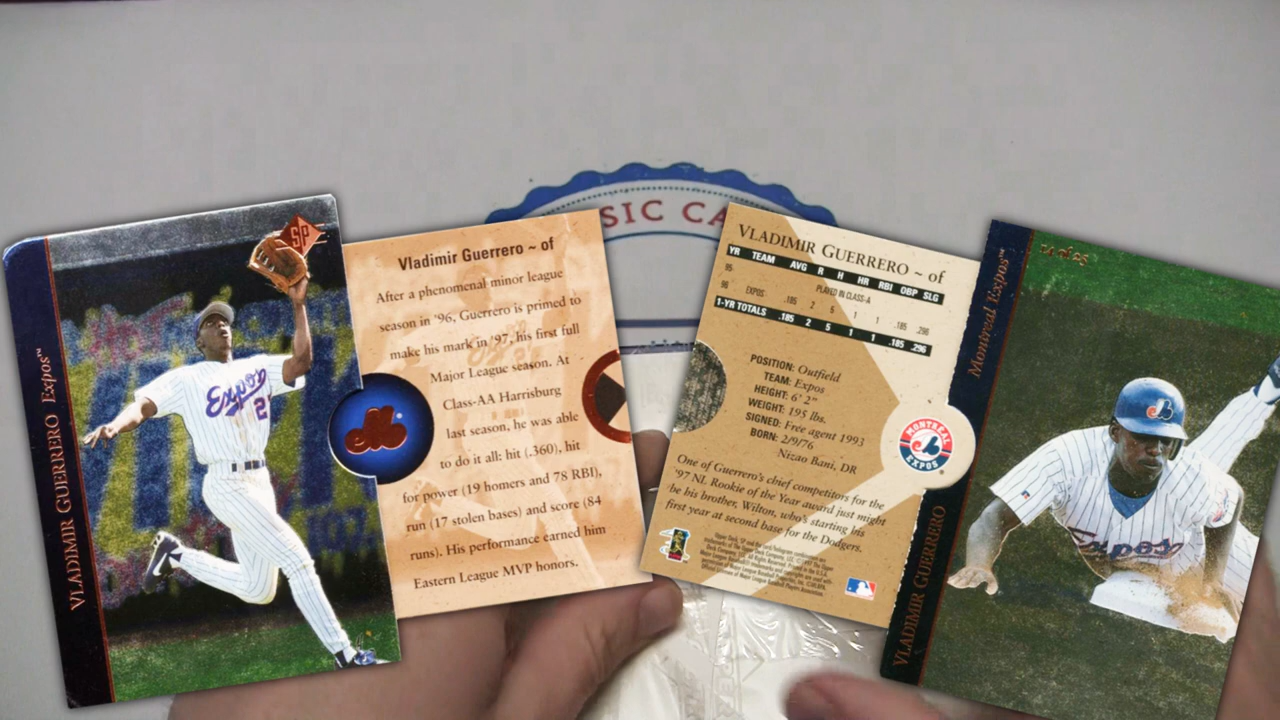 SIC CA
VLADIMIR GUERRERO Expos™
SP
Expos
2
Vladimir Guerrero ~ of
After a phenomenal minor league
season in '96, Guerrero is primed to
make his mark in '97, his first full
Major League season. At
Class-AA Harrisburg
last season, he was able
to do it all: hit (.360), hit
for power (19 homers and 78 RBI),
run (17 stolen bases) and score (84
runs). His performance earned him
Eastern League MVP honors.
VLADIMIR GUERRERO ~ of
YR TEAM AVG R H HR RBI OBP SLG
95 PLAYED IN CLASS-A
96 EXPOS .185 2 5 1 1 .185 .296
1-YR TOTALS .185 2 5 1 1 .185 .296
POSITION: Outfield
TEAM: Expos
HEIGHT: 6' 2"
WEIGHT: 195 lbs.
SIGNED: Free agent 1993
BORN: 2/9/76
Nizao Bani, DR
MONTREAL
EXPOS
One of Guerrero's chief competitors for the
'97 NL Rookie of the Year award just might
be his brother, Wilton, who's starting his
first year at second base for the Dodgers.
VLADIMIR GUERRERO Montreal Expos™
Expos